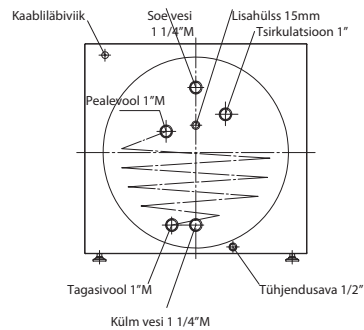 Kaabliläbiviik
Soe vesi
1 1/4”M
Lisahülss 15mm
Tsirkulatsioon 1”
Pealevool 1”M
Tagasivool 1”M
Tühjendusava 1/2”
Külm vesi 1 1/4”M